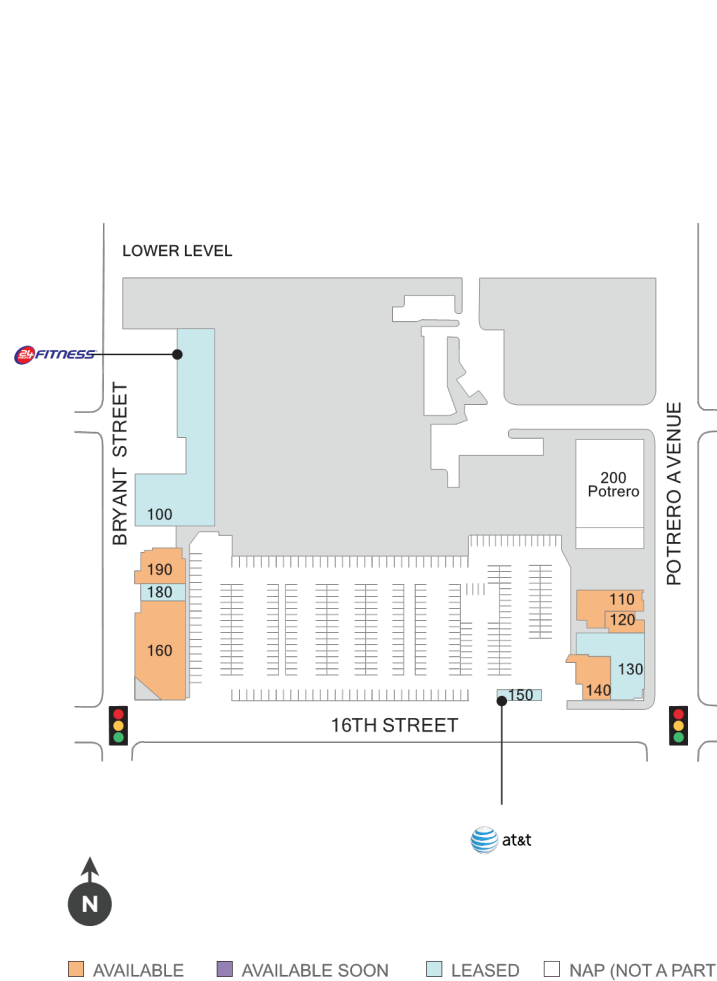 LOWER LEVEL
24
FITNESS
BRYANT STREET
POTRERO AVENUE
200
Potrero
100
190
180
160
110
120
130
140
150
16TH STREET
at&t
N
AVAILABLE
AVAILABLE SOON
LEASED
NAP (NOT A PART